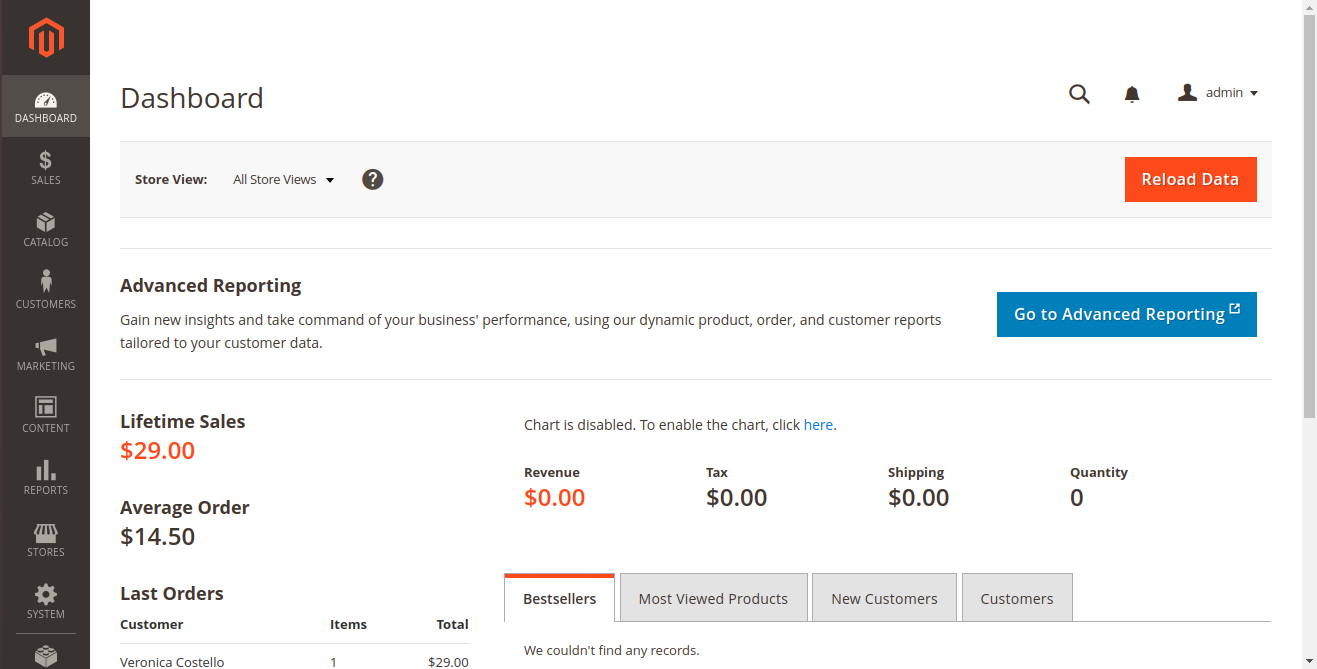 Dashboard
admin
DASHBOARD
SALES
CATALOG
CUSTOMERS
MARKETING
CONTENT
REPORTS
STORES
SYSTEM
Store View: All Store Views ?
Reload Data
Advanced Reporting
Gain new insights and take command of your business' performance, using our dynamic product, order, and customer reports
tailored to your customer data.
Go to Advanced Reporting
Lifetime Sales
$29.00
Average Order
$14.50
Last Orders
Customer Items Total
Veronica Costello 1 $29.00
Chart is disabled. To enable the chart, click here.
Revenue Tax Shipping Quantity
$0.00 $0.00 $0.00 0
Bestsellers Most Viewed Products New Customers Customers
We couldn't find any records.